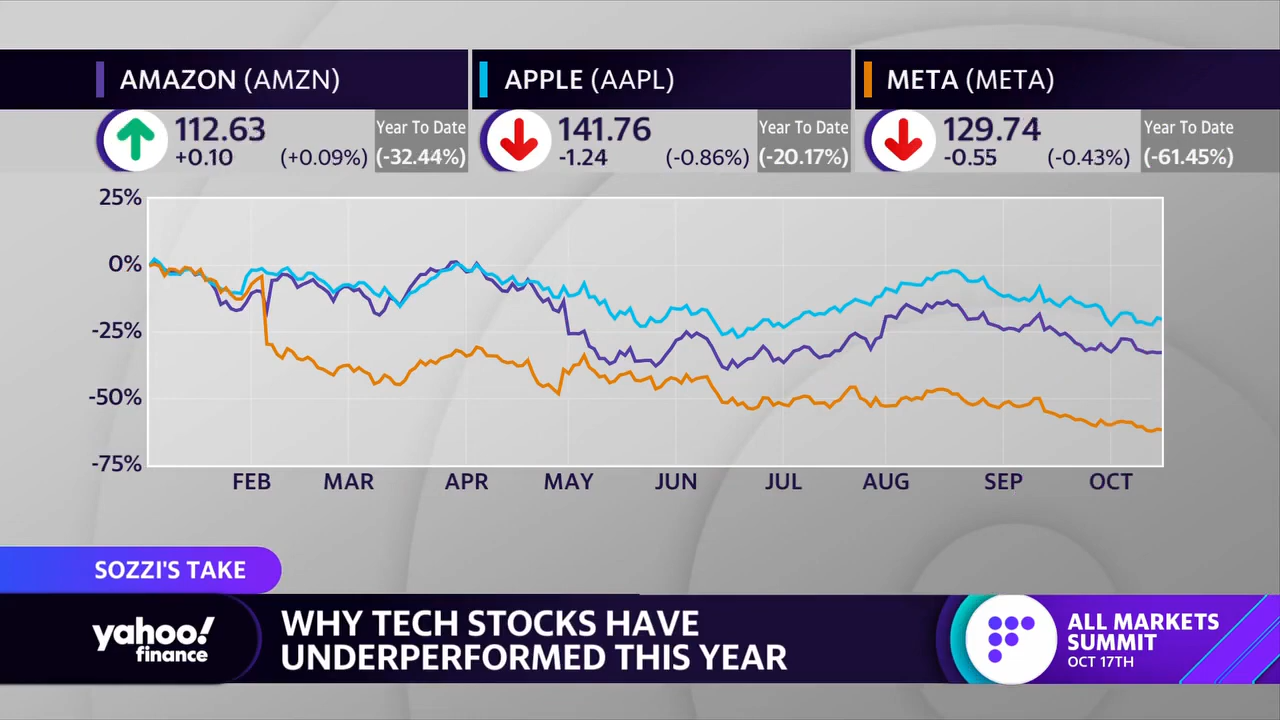 AMAZON (AMZN)
112.63
+0.10 (+0.09%)
Year To Date
(-32.44%)
APPLE (AAPL)
141.76
-1.24 (-0.86%)
Year To Date
(-20.17%)
META (META)
129.74
-0.55 (-0.43%)
Year To Date
(-61.45%)
25%
0%
-25%
-50%
-75%
FEB MAR APR MAY JUN JUL AUG SEP OCT
SOZZI'S TAKE
yahoo!
finance
WHY TECH STOCKS HAVE
UNDERPERFORMED THIS YEAR
ALL MARKETS
SUMMIT
OCT 17TH